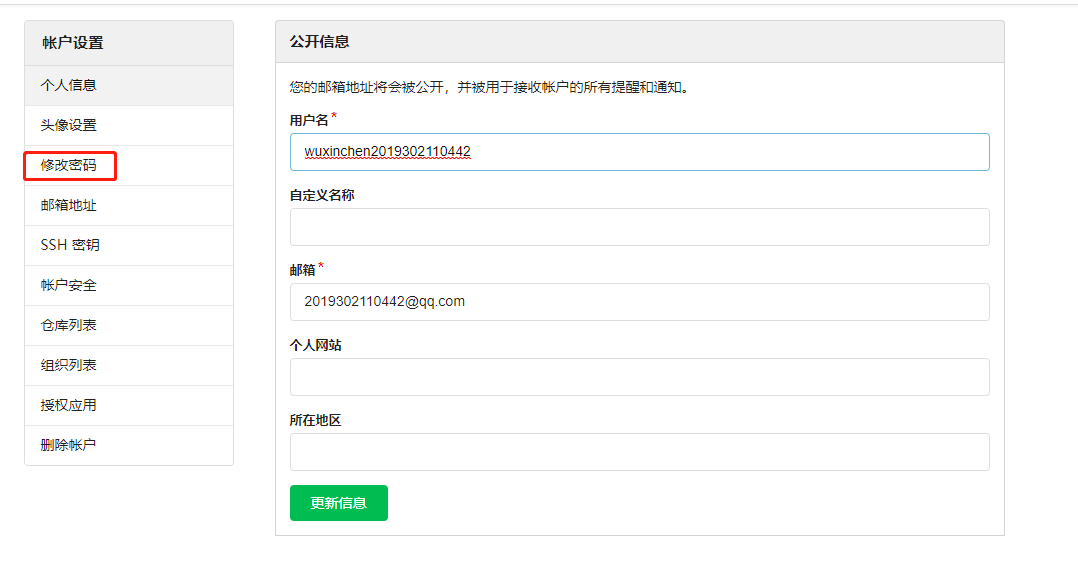 帐户设置
个人信息
头像设置
修改密码
邮箱地址
SSH 密钥
帐户安全
仓库列表
组织列表
授权应用
删除帐户
公开信息
您的邮箱地址将会被公开，并被用于接收帐户的所有提醒和通知。
用户名*
wuxinchen2019302110442
自定义名称
邮箱*
2019302110442@qq.com
个人网站
所在地区
更新信息